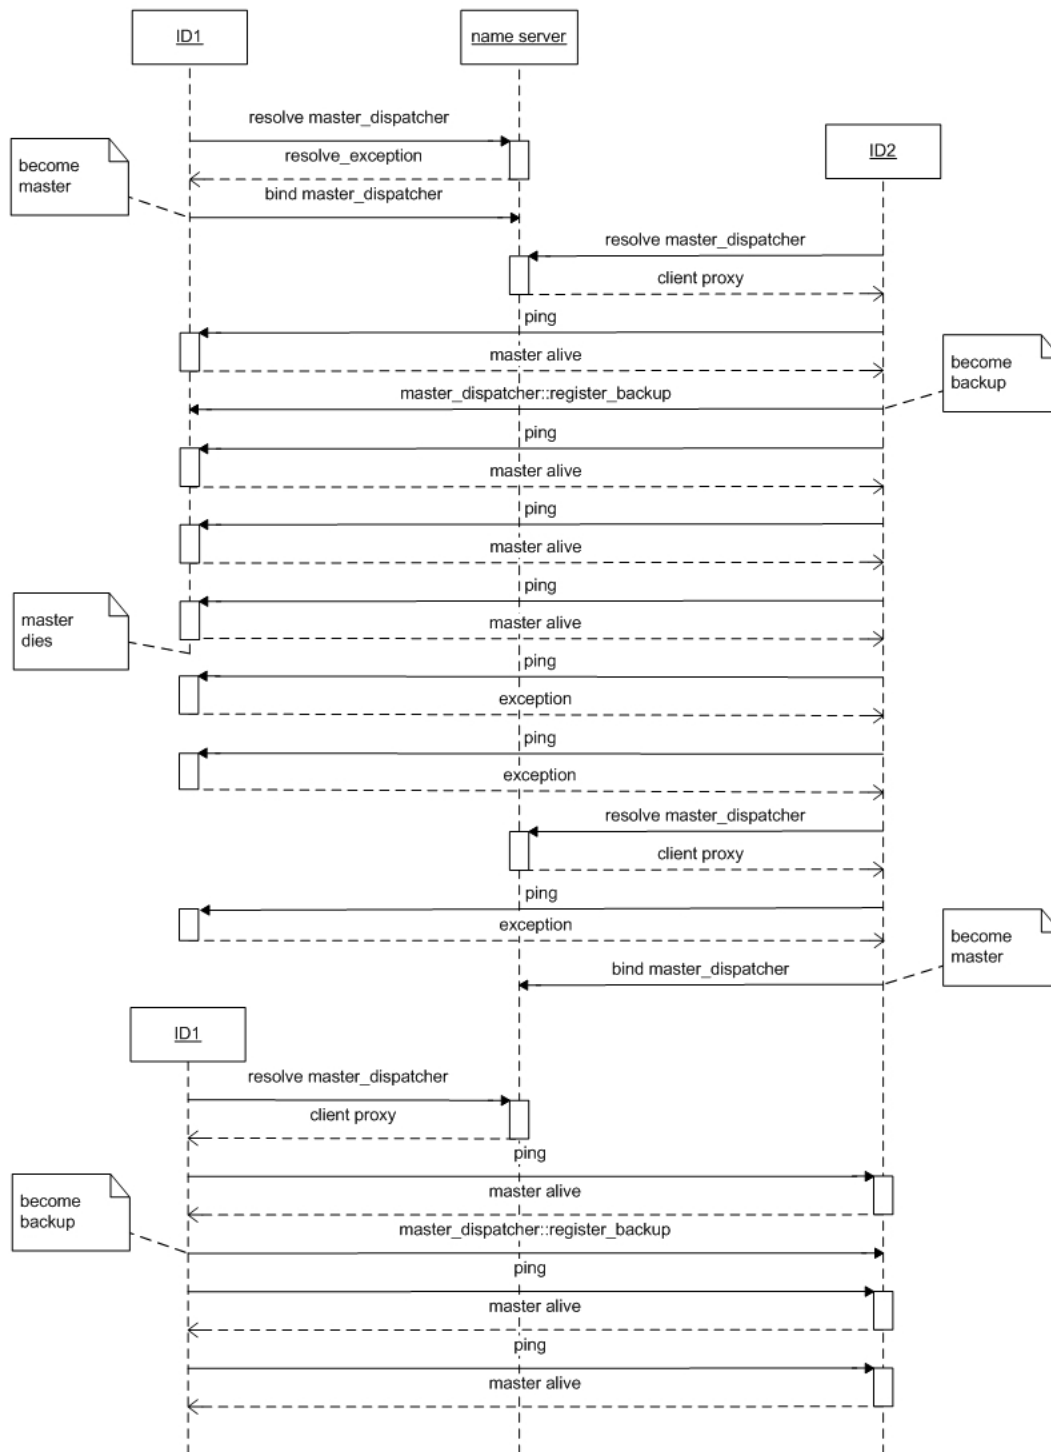 ID1
name server
resolve master_dispatcher
ID2
become
master
resolve_exception
bind master_dispatcher
resolve master_dispatcher
client proxy
ping
master alive
become
backup
master_dispatcher::register_backup
ping
master alive
ping
master alive
ping
master
dies
master alive
ping
exception
ping
exception
resolve master_dispatcher
client proxy
ping
exception
become
master
bind master_dispatcher
ID1
resolve master_dispatcher
client proxy
ping
master alive
become
backup
master_dispatcher::register_backup
ping
master alive
ping
master alive